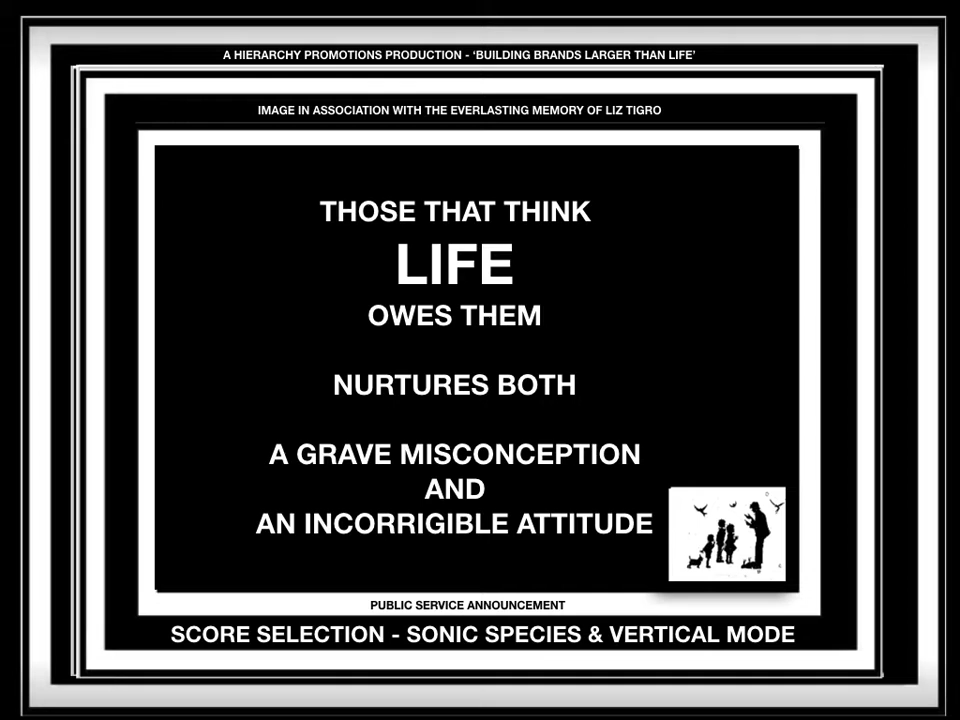 A HIERARCHY PROMOTIONS PRODUCTION - ‘BUILDING BRANDS LARGER THAN LIFE’
IMAGE IN ASSOCIATION WITH THE EVERLASTING MEMORY OF LIZ TIGRO
THOSE THAT THINK
LIFE
OWES THEM
NURTURES BOTH
A GRAVE MISCONCEPTION
AND
AN INCORRIGIBLE ATTITUDE
PUBLIC SERVICE ANNOUNCEMENT
SCORE SELECTION - SONIC SPECIES & VERTICAL MODE